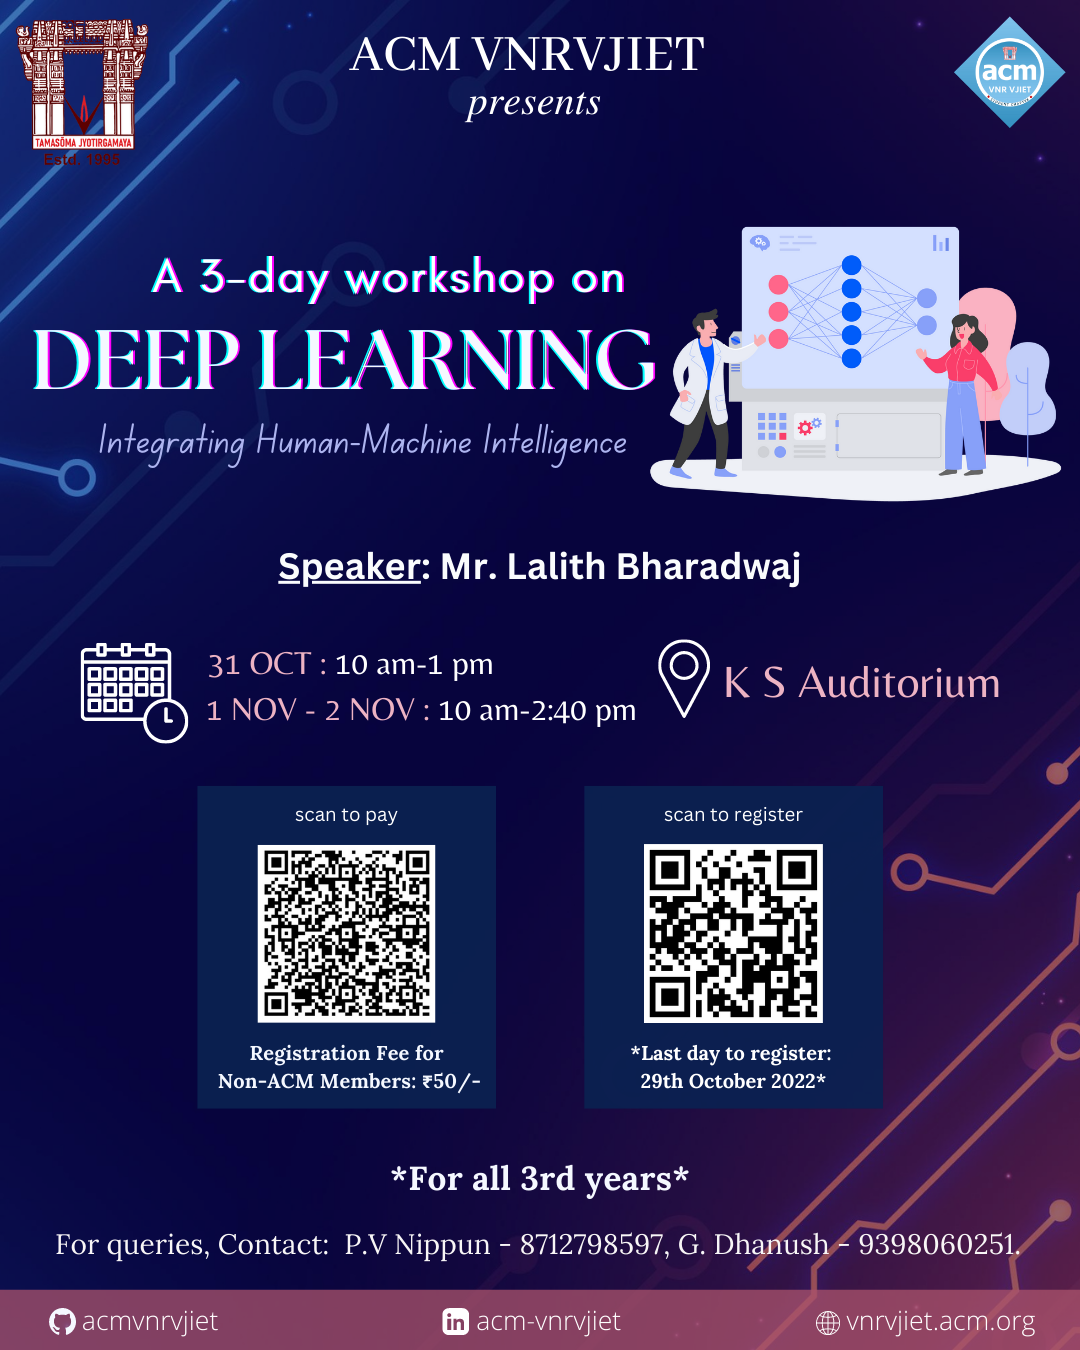 ACM VNRVJIET
presents
TAMASŌMA JYOTIRGAMAYA
Estd. 1995
acm
VNR VJIET
STUDENT CHAPTER
A 3-day workshop on
DEEP LEARNING
Integrating Human-Machine Intelligence
Speaker: Mr. Lalith Bharadwaj
31 OCT : 10 am-1 pm
1 NOV - 2 NOV : 10 am-2:40 pm
K S Auditorium
scan to pay
Registration Fee for
Non-ACM Members: ₹50/-
scan to register
*Last day to register:
29th October 2022*
*For all 3rd years*
For queries, Contact: P.V Nippun - 8712798597, G. Dhanush - 9398060251.
acmvnrvjiet
in acm-vnrvjiet
vnrvjiet.acm.org